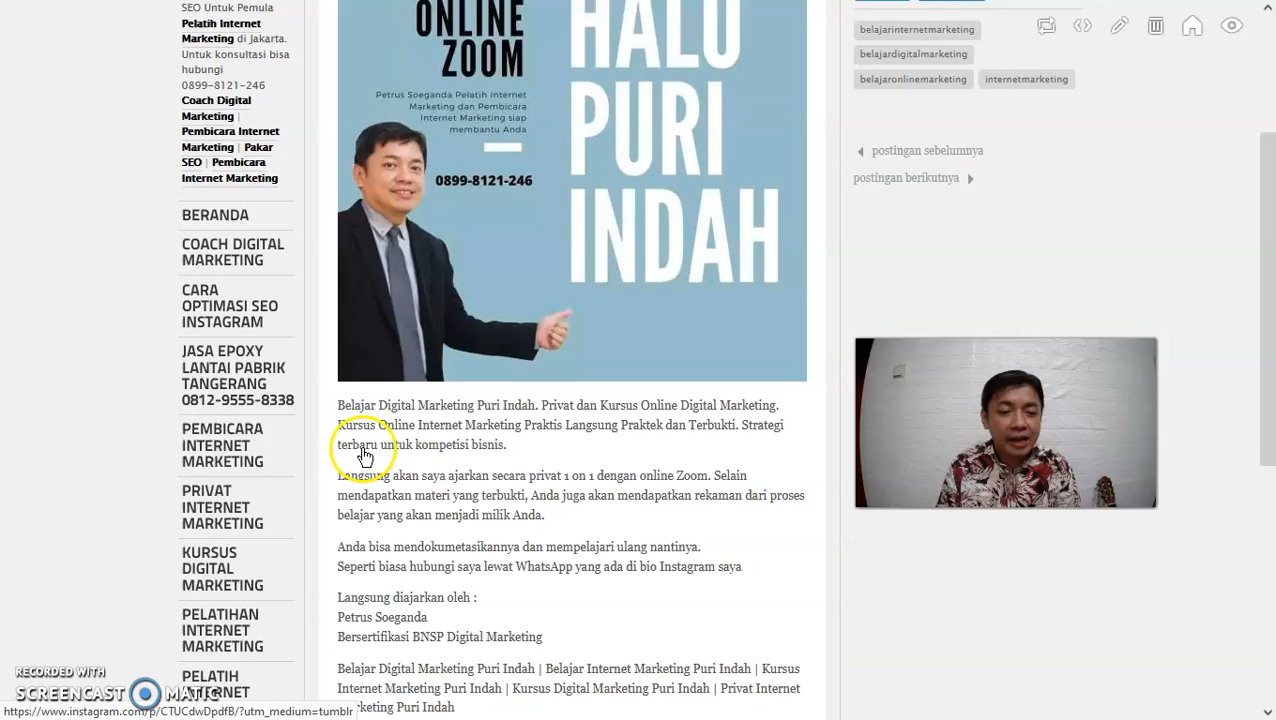 SEO Untuk Pemula
Pelatih Internet
Marketing di Jakarta.
Untuk konsultasi bisa
hubungi
0899-8121-246
Coach Digital
Marketing |
Pembicara Internet
Marketing | Pakar
SEO | Pembicara
Internet Marketing
BERANDA
COACH DIGITAL
MARKETING
CARA
OPTIMASI SEO
INSTAGRAM
JASA EPOXY
LANTAI PABRIK
TANGERANG
0812-9555-8338
PEMBICARA
INTERNET
MARKETING
PRIVAT
INTERNET
MARKETING
KURSUS
DIGITAL
MARKETING
PELATIHAN
INTERNET
MARKETING
PELATIH
INTERNET
ONLINE
ZOOM
Petrus Soeganda Pelatih Internet
Marketing dan Pembicara
Internet Marketing siap
membantu Anda
0899-8121-246
HALO
PURI
INDAH
Belajar Digital Marketing Puri Indah. Privat dan Kursus Online Digital Marketing.
Kursus Online Internet Marketing Praktis Langsung Praktek dan Terbukti. Strategi
terbaru untuk kompetisi bisnis.
Langsung akan saya ajarkan secara privat 1 on 1 dengan online Zoom. Selain
mendapatkan materi yang terbukti, Anda juga akan mendapatkan rekaman dari proses
belajar yang akan menjadi milik Anda.
Anda bisa mendokumetasikannya dan mempelajari ulang nantinya.
Seperti biasa hubungi saya lewat WhatsApp yang ada di bio Instagram saya
Langsung diajarkan oleh :
Petrus Soeganda
Bersertifikasi BNSP Digital Marketing
Belajar Digital Marketing Puri Indah | Belajar Internet Marketing Puri Indah | Kursus
Internet Marketing Puri Indah | Kursus Digital Marketing Puri Indah | Privat Internet
Marketing Puri Indah
belajarinternetmarketing
belajardigitalmarketing
belajaronlinemarketing internetmarketing
postingan sebelumnya
postingan berikutnya
RECORDED WITH
SCREENCAST MATIC
https://www.instagram.com/p/CTUCdwDpdfB/?utm_medium=tumblr